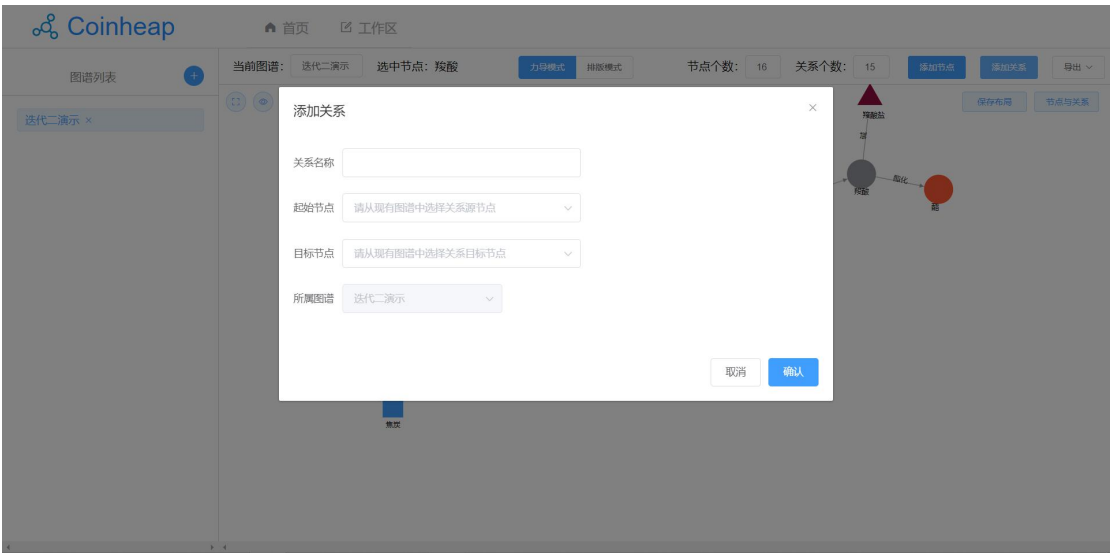 Coinheap
首页
工作区
图谱列表
+
迭代二演示 ×
当前图谱： 迭代二演示 选中节点：羧酸 力导模式 排版模式 节点个数： 16 关系个数： 15 添加节点 添加关系 导出
保存布局 节点与关系
羧酸盐
羧酸
酯化
酯
添加关系 ×
关系名称
起始节点 请从现有图谱中选择关系源节点
目标节点 请从现有图谱中选择关系目标节点
所属图谱 迭代二演示
取消 确认
焦炭